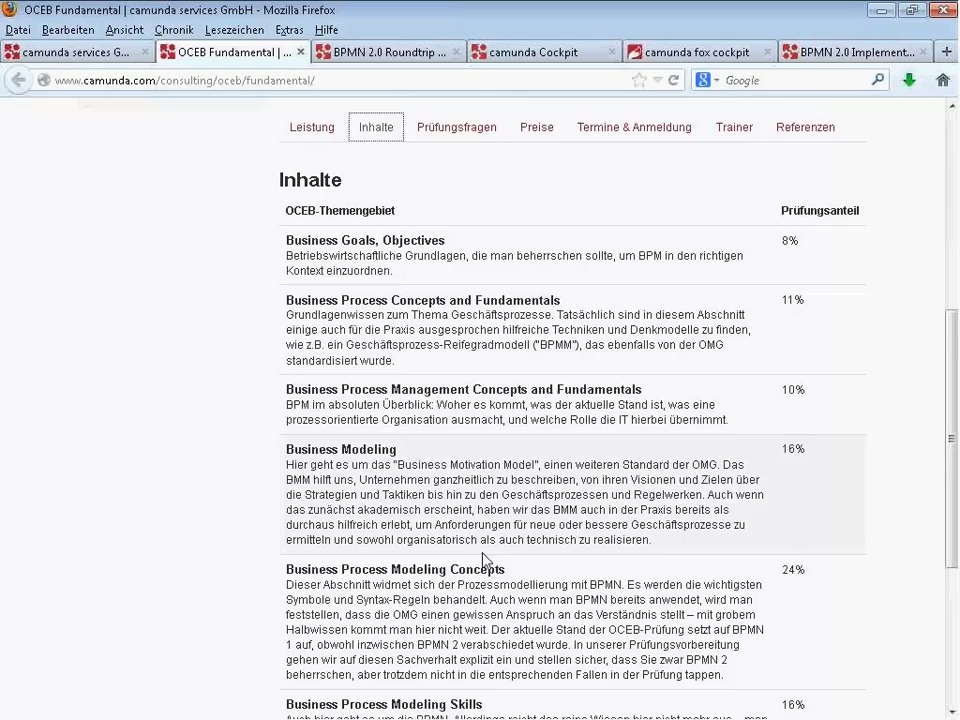 OCEB Fundamental | camunda services GmbH - Mozilla Firefox
Datei Bearbeiten Ansicht Chronik Lesezeichen Extras Hilfe
camunda services G... × OCEB Fundamental | ... × BPMN 2.0 Roundtrip ... × camunda Cockpit × camunda fox cockpit × BPMN 2.0 Implement... × +
www.camunda.com/consulting/oceb/fundamental/ Google
Leistung Inhalte Prüfungsfragen Preise Termine & Anmeldung Trainer Referenzen
Inhalte
OCEB-Themengebiet Prüfungsanteil
Business Goals, Objectives 8%
Betriebswirtschaftliche Grundlagen, die man beherrschen sollte, um BPM in den richtigen
Kontext einzuordnen.
Business Process Concepts and Fundamentals 11%
Grundlagenwissen zum Thema Geschäftsprozesse. Tatsächlich sind in diesem Abschnitt
einige auch für die Praxis ausgesprochen hilfreiche Techniken und Denkmodelle zu finden,
wie z.B. ein Geschäftsprozess-Reifegradmodell ("BPMM"), das ebenfalls von der OMG
standardisiert wurde.
Business Process Management Concepts and Fundamentals 10%
BPM im absoluten Überblick: Woher es kommt, was der aktuelle Stand ist, was eine
prozessorientierte Organisation ausmacht, und welche Rolle die IT hierbei übernimmt.
Business Modeling 16%
Hier geht es um das "Business Motivation Model", einen weiteren Standard der OMG. Das
BMM hilft uns, Unternehmen ganzheitlich zu beschreiben, von ihren Visionen und Zielen über
die Strategien und Taktiken bis hin zu den Geschäftsprozessen und Regelwerken. Auch wenn
das zunächst akademisch erscheint, haben wir das BMM auch in der Praxis bereits als
durchaus hilfreich erlebt, um Anforderungen für neue oder bessere Geschäftsprozesse zu
ermitteln und sowohl organisatorisch als auch technisch zu realisieren.
Business Process Modeling Concepts 24%
Dieser Abschnitt widmet sich der Prozessmodellierung mit BPMN. Es werden die wichtigsten
Symbole und Syntax-Regeln behandelt. Auch wenn man BPMN bereits anwendet, wird man
feststellen, dass die OMG einen gewissen Anspruch an das Verständnis stellt – mit grobem
Halbwissen kommt man hier nicht weit. Der aktuelle Stand der OCEB-Prüfung setzt auf BPMN
1 auf, obwohl inzwischen BPMN 2 verabschiedet wurde. In unserer Prüfungsvorbereitung
gehen wir auf diesen Sachverhalt explizit ein und stellen sicher, dass Sie zwar BPMN 2
beherrschen, aber trotzdem nicht in die entsprechenden Fallen in der Prüfung tappen.
Business Process Modeling Skills 16%